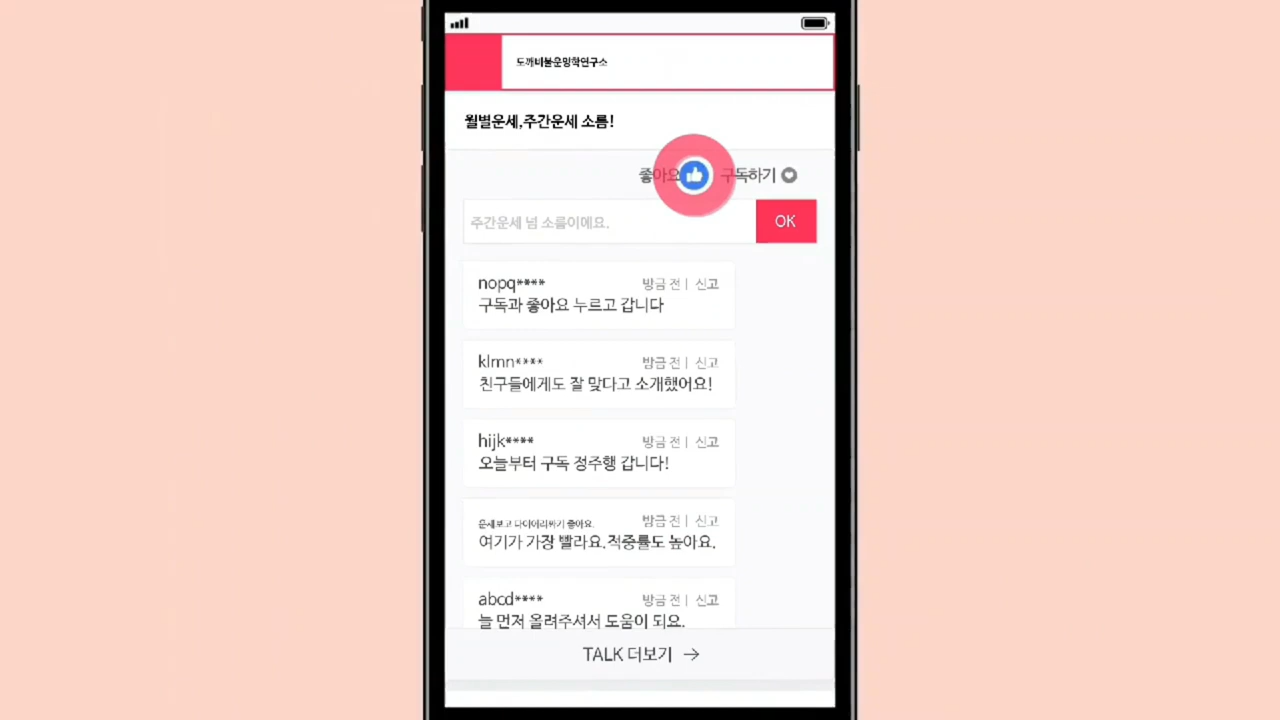 도깨비불운망학연구소
월별운세,주간운세 소름!
좋아요 구독하기
주간운세 넘 소름이예요.
OK
nopq**** 방금 전 | 신고
구독과 좋아요 누르고 갑니다
klmn**** 방금 전 | 신고
친구들에게도 잘 맞다고 소개했어요!
hijk**** 방금 전 | 신고
오늘부터 구독 정주행 갑니다!
운세보고 다이어리짜기 좋아요. 방금 전 | 신고
여기가 가장 빨라요.적중률도 높아요.
abcd**** 방금 전 | 신고
늘 먼저 올려주셔서 도움이 되요.
TALK 더보기 →